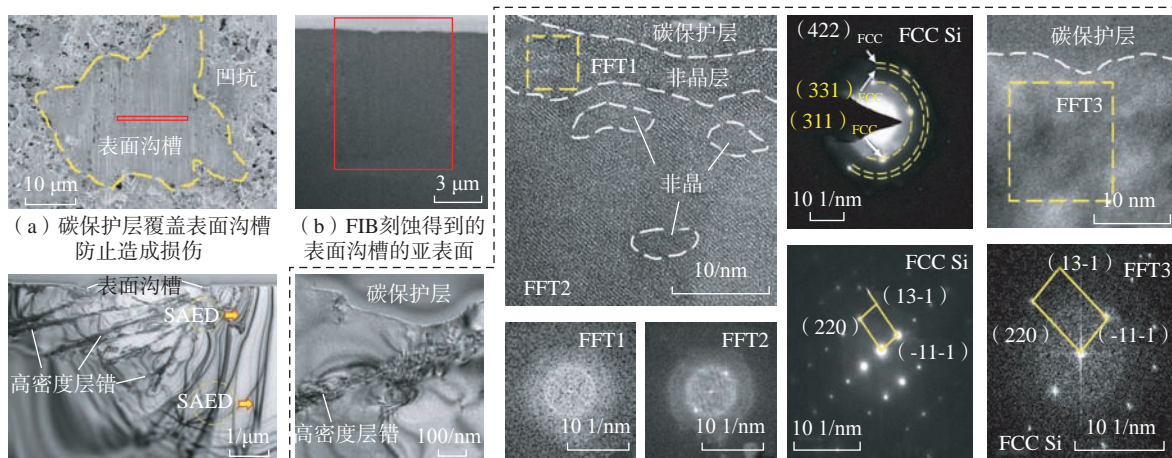 凹坑
表面沟槽
10 μm
（a）碳保护层覆盖表面沟槽
防止造成损伤
3 μm
（b）FIB刻蚀得到的
表面沟槽的亚表面
表面沟槽
SAED
高密度层错
SAED
1/μm
碳保护层
高密度层错
100/nm
碳保护层
FFT1
非晶层
非晶
10/nm
FFT2
FFT1
10 1/nm
FFT2
10 1/nm
（422）FCC
FCC Si
（331）FCC
（311）FCC
10 1/nm
FCC Si
（13-1）
（220）
（-11-1）
10 1/nm
碳保护层
FFT3
10 nm
（13-1）
FFT3
（220）
（-11-1）
FCC Si
10 1/nm